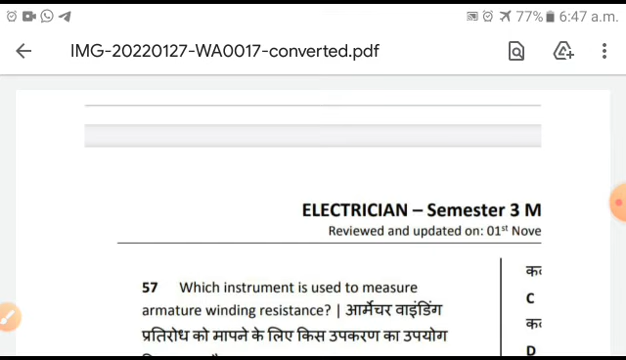 77% 6:47 a.m.
IMG-20220127-WA0017-converted.pdf
ELECTRICIAN – Semester 3 M
Reviewed and updated on: 01st Nove
57 Which instrument is used to measure
armature winding resistance? | आर्मेचर वाइंडिंग
प्रतिरोध को मापने के लिए किस उपकरण का उपयोग
C
D